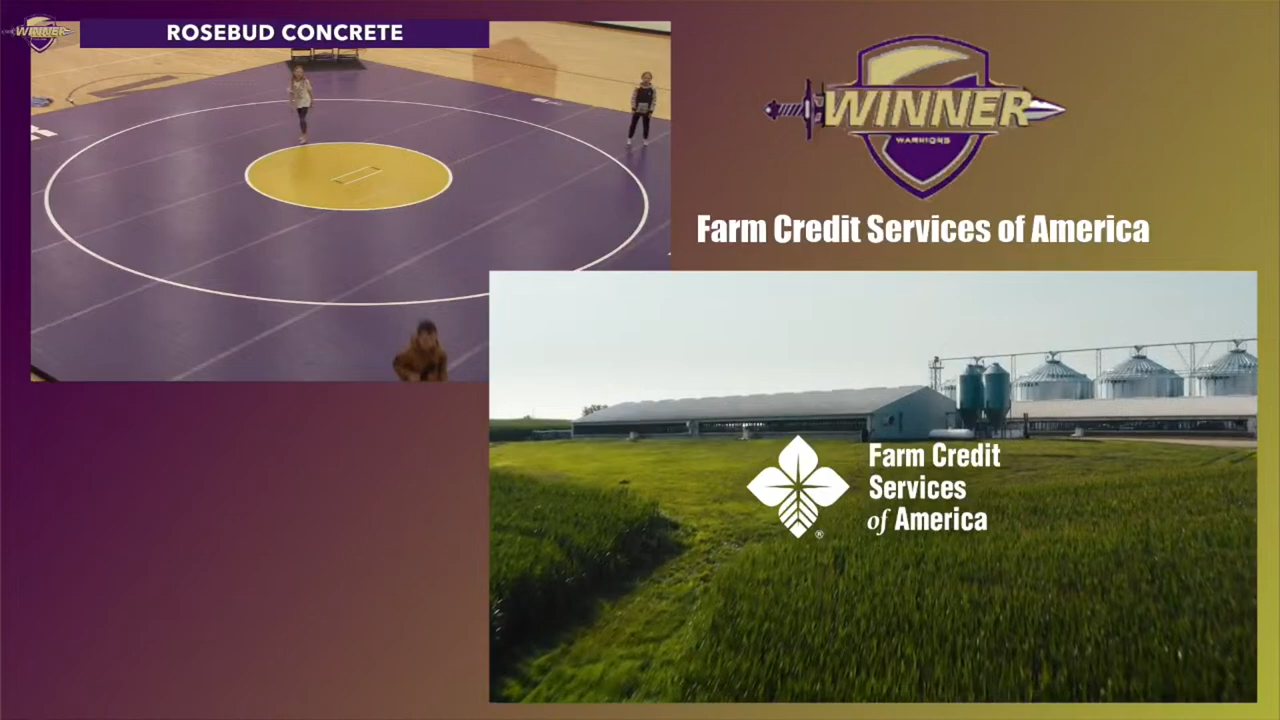 WINNER
ROSEBUD CONCRETE
WINNER
WARRIORS
Farm Credit Services of America
Farm Credit
Services
of America
®